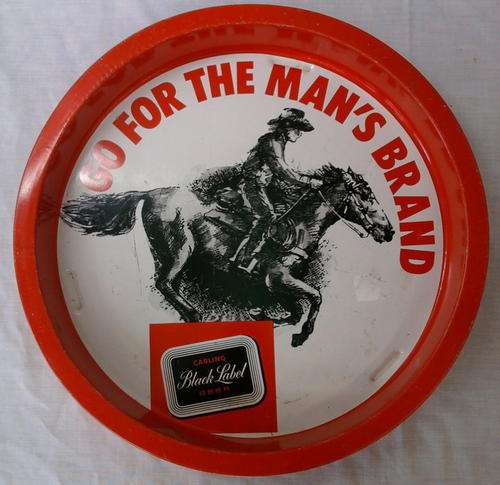 GO FOR THE MAN'S BRAND
CARLING
Black Label
BEER